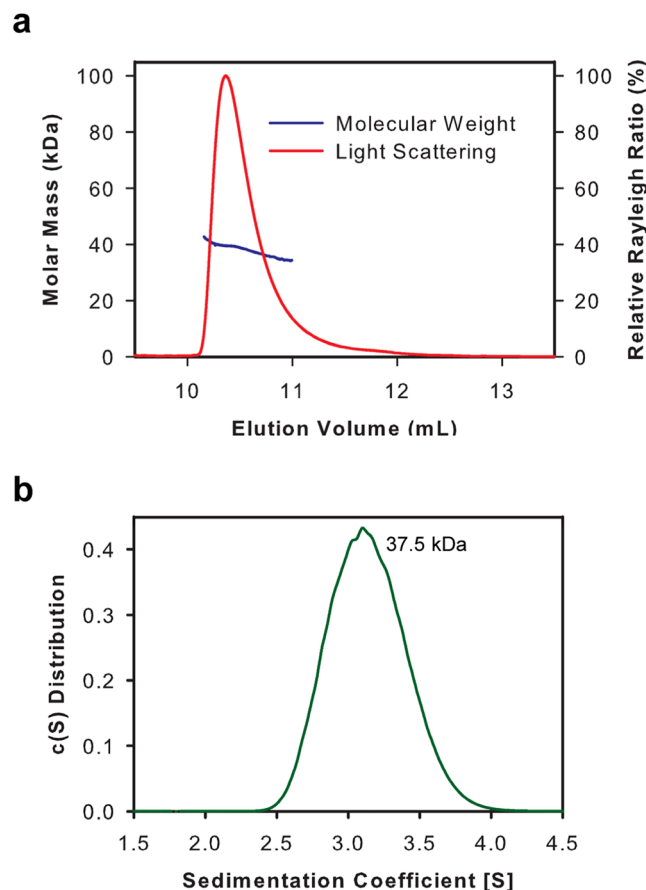 a
Molar Mass (kDa)
100
80
60
40
20
0
Molecular Weight
Light Scattering
100
80
60
40
20
0
Relative Rayleigh Ratio (%)
10 11 12 13
Elution Volume (mL)
b
c(S) Distribution
0.4
0.3
0.2
0.1
0.0
37.5 kDa
1.5 2.0 2.5 3.0 3.5 4.0 4.5
Sedimentation Coefficient [S]